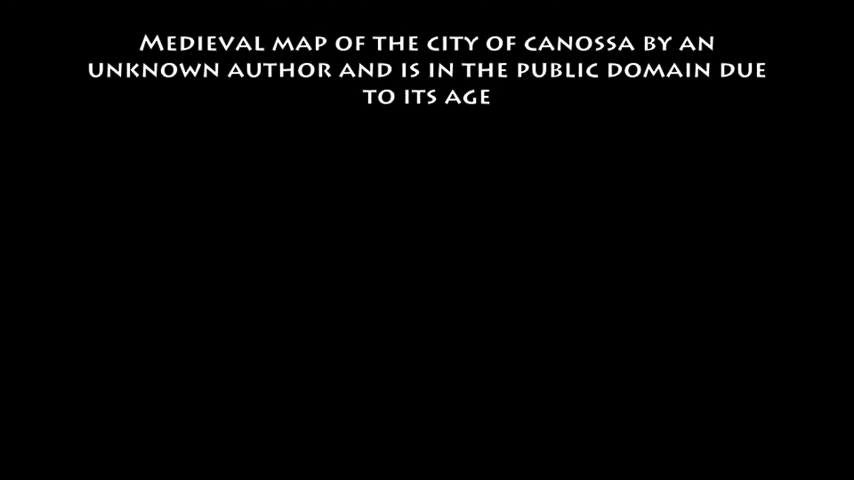 Medieval map of the city of canossa by an
unknown author and is in the public domain due
to its age